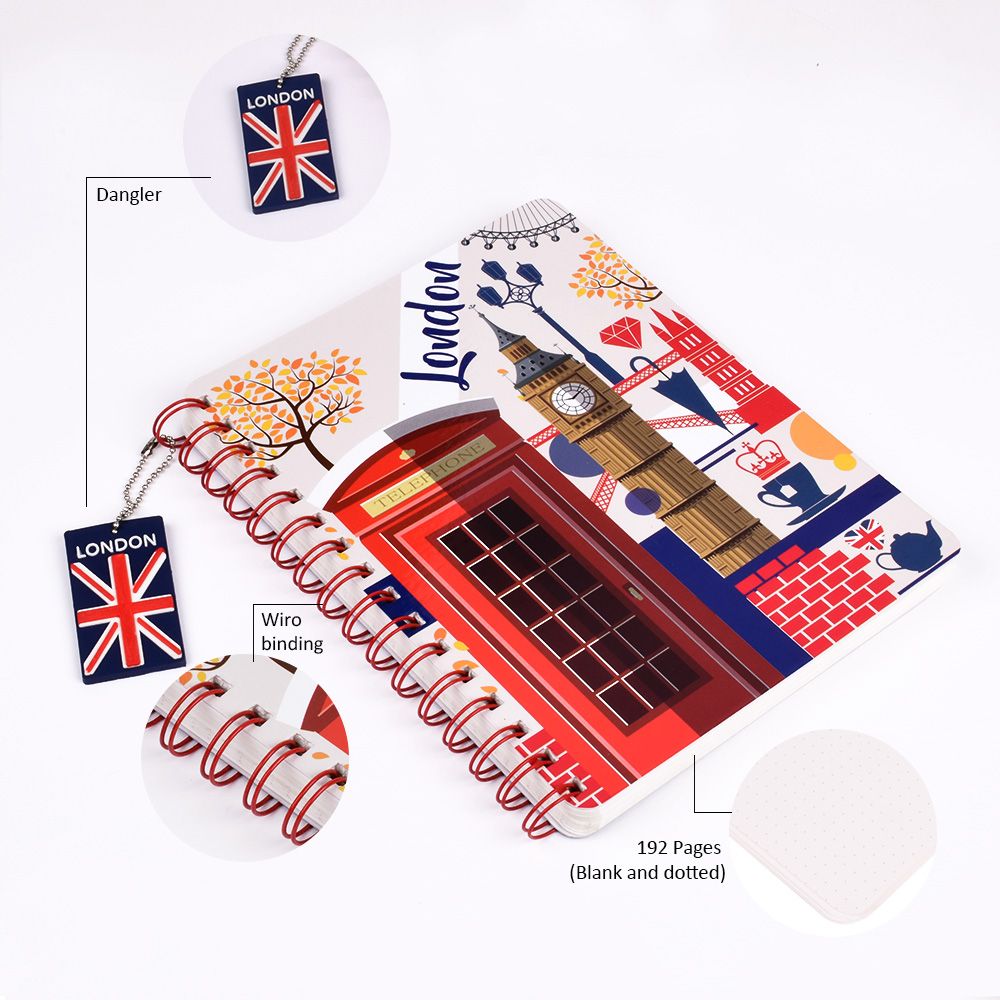 LONDON
Dangler
London
TELEPHONE
LONDON
Wiro
binding
192 Pages
(Blank and dotted)